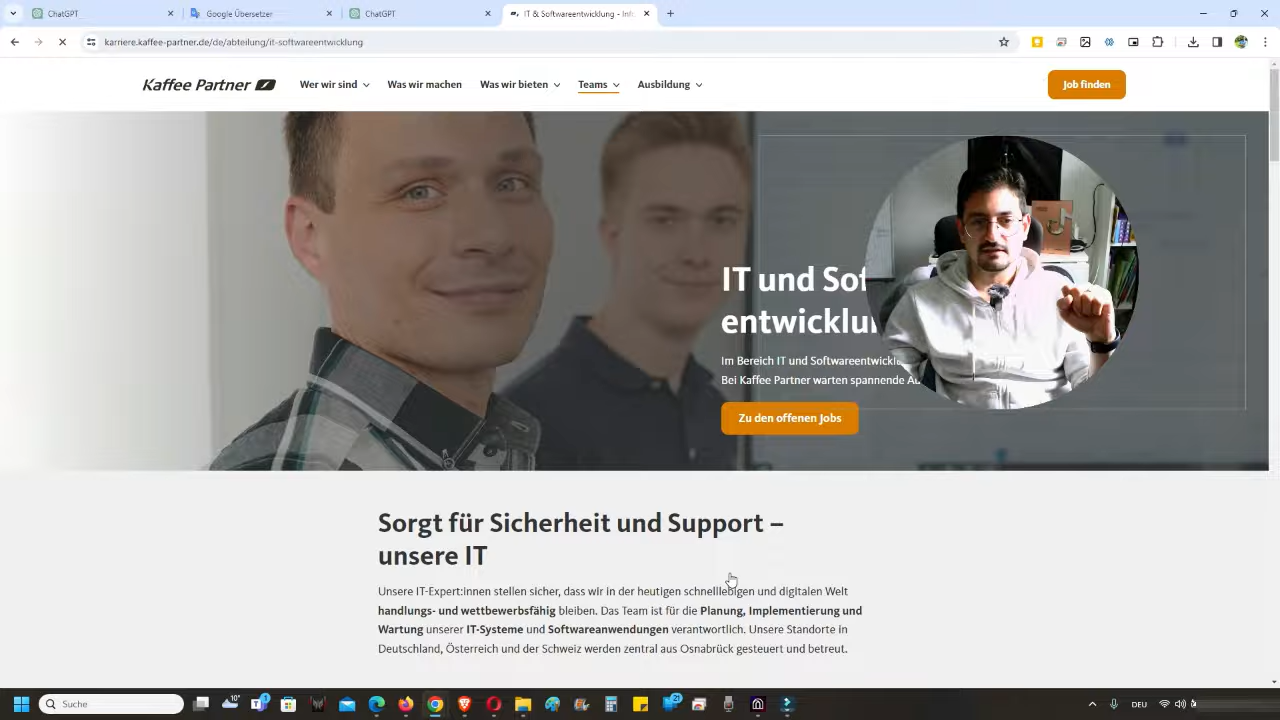 ChatGPT
Google Übersetzer
ChatGPT
IT & Softwareentwicklung - Info
karriere.kaffee-partner.de/de/abteilung/it-softwareentwicklung
Kaffee Partner
Wer wir sind
Was wir machen
Was wir bieten
Teams
Ausbildung
Job finden
IT und Sof
entwicklu
Im Bereich IT und Softwareentwickl
Bei Kaffee Partner warten spannende Au
Zu den offenen Jobs
Sorgt für Sicherheit und Support –
unsere IT
Unsere IT-Expert:innen stellen sicher, dass wir in der heutigen schnelllebigen und digitalen Welt
handlungs- und wettbewerbsfähig bleiben. Das Team ist für die Planung, Implementierung und
Wartung unserer IT-Systeme und Softwareanwendungen verantwortlich. Unsere Standorte in
Deutschland, Österreich und der Schweiz werden zentral aus Osnabrück gesteuert und betreut.
Suche
10°
1
21
DEU